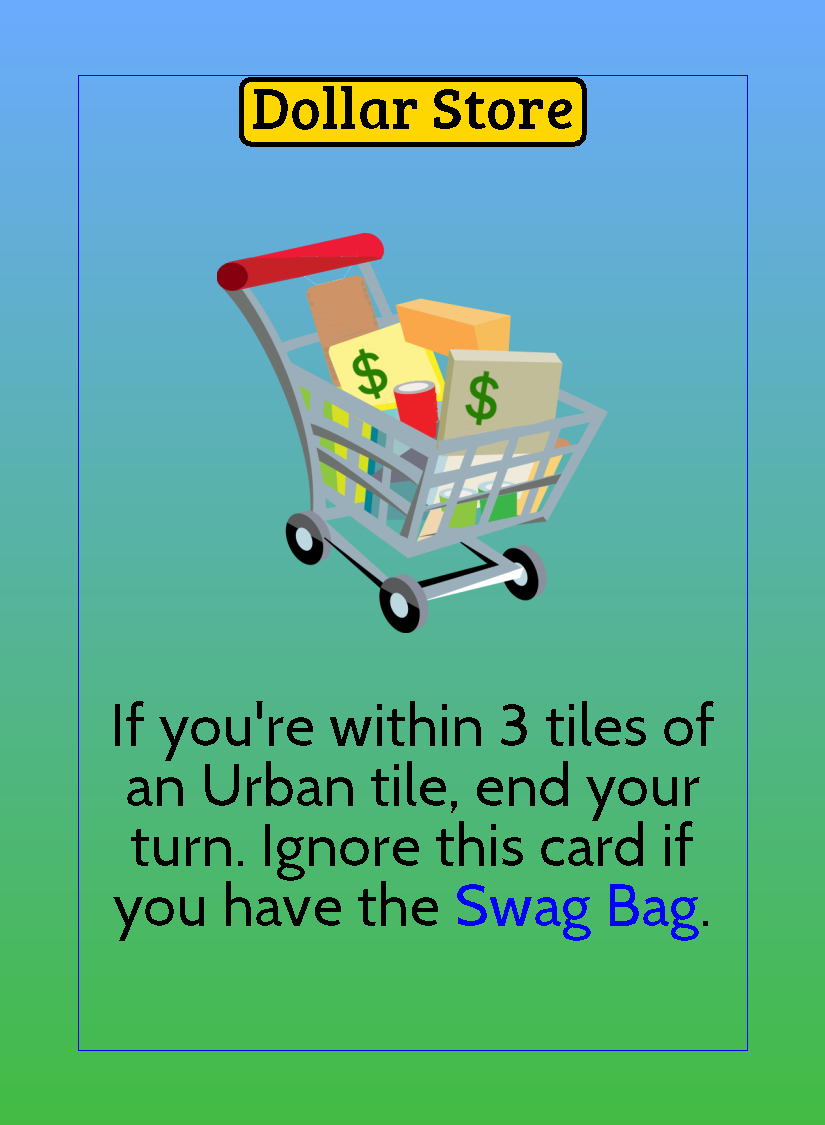 Dollar Store
$
$
If you're within 3 tiles of
an Urban tile, end your
turn. Ignore this card if
you have the Swag Bag.